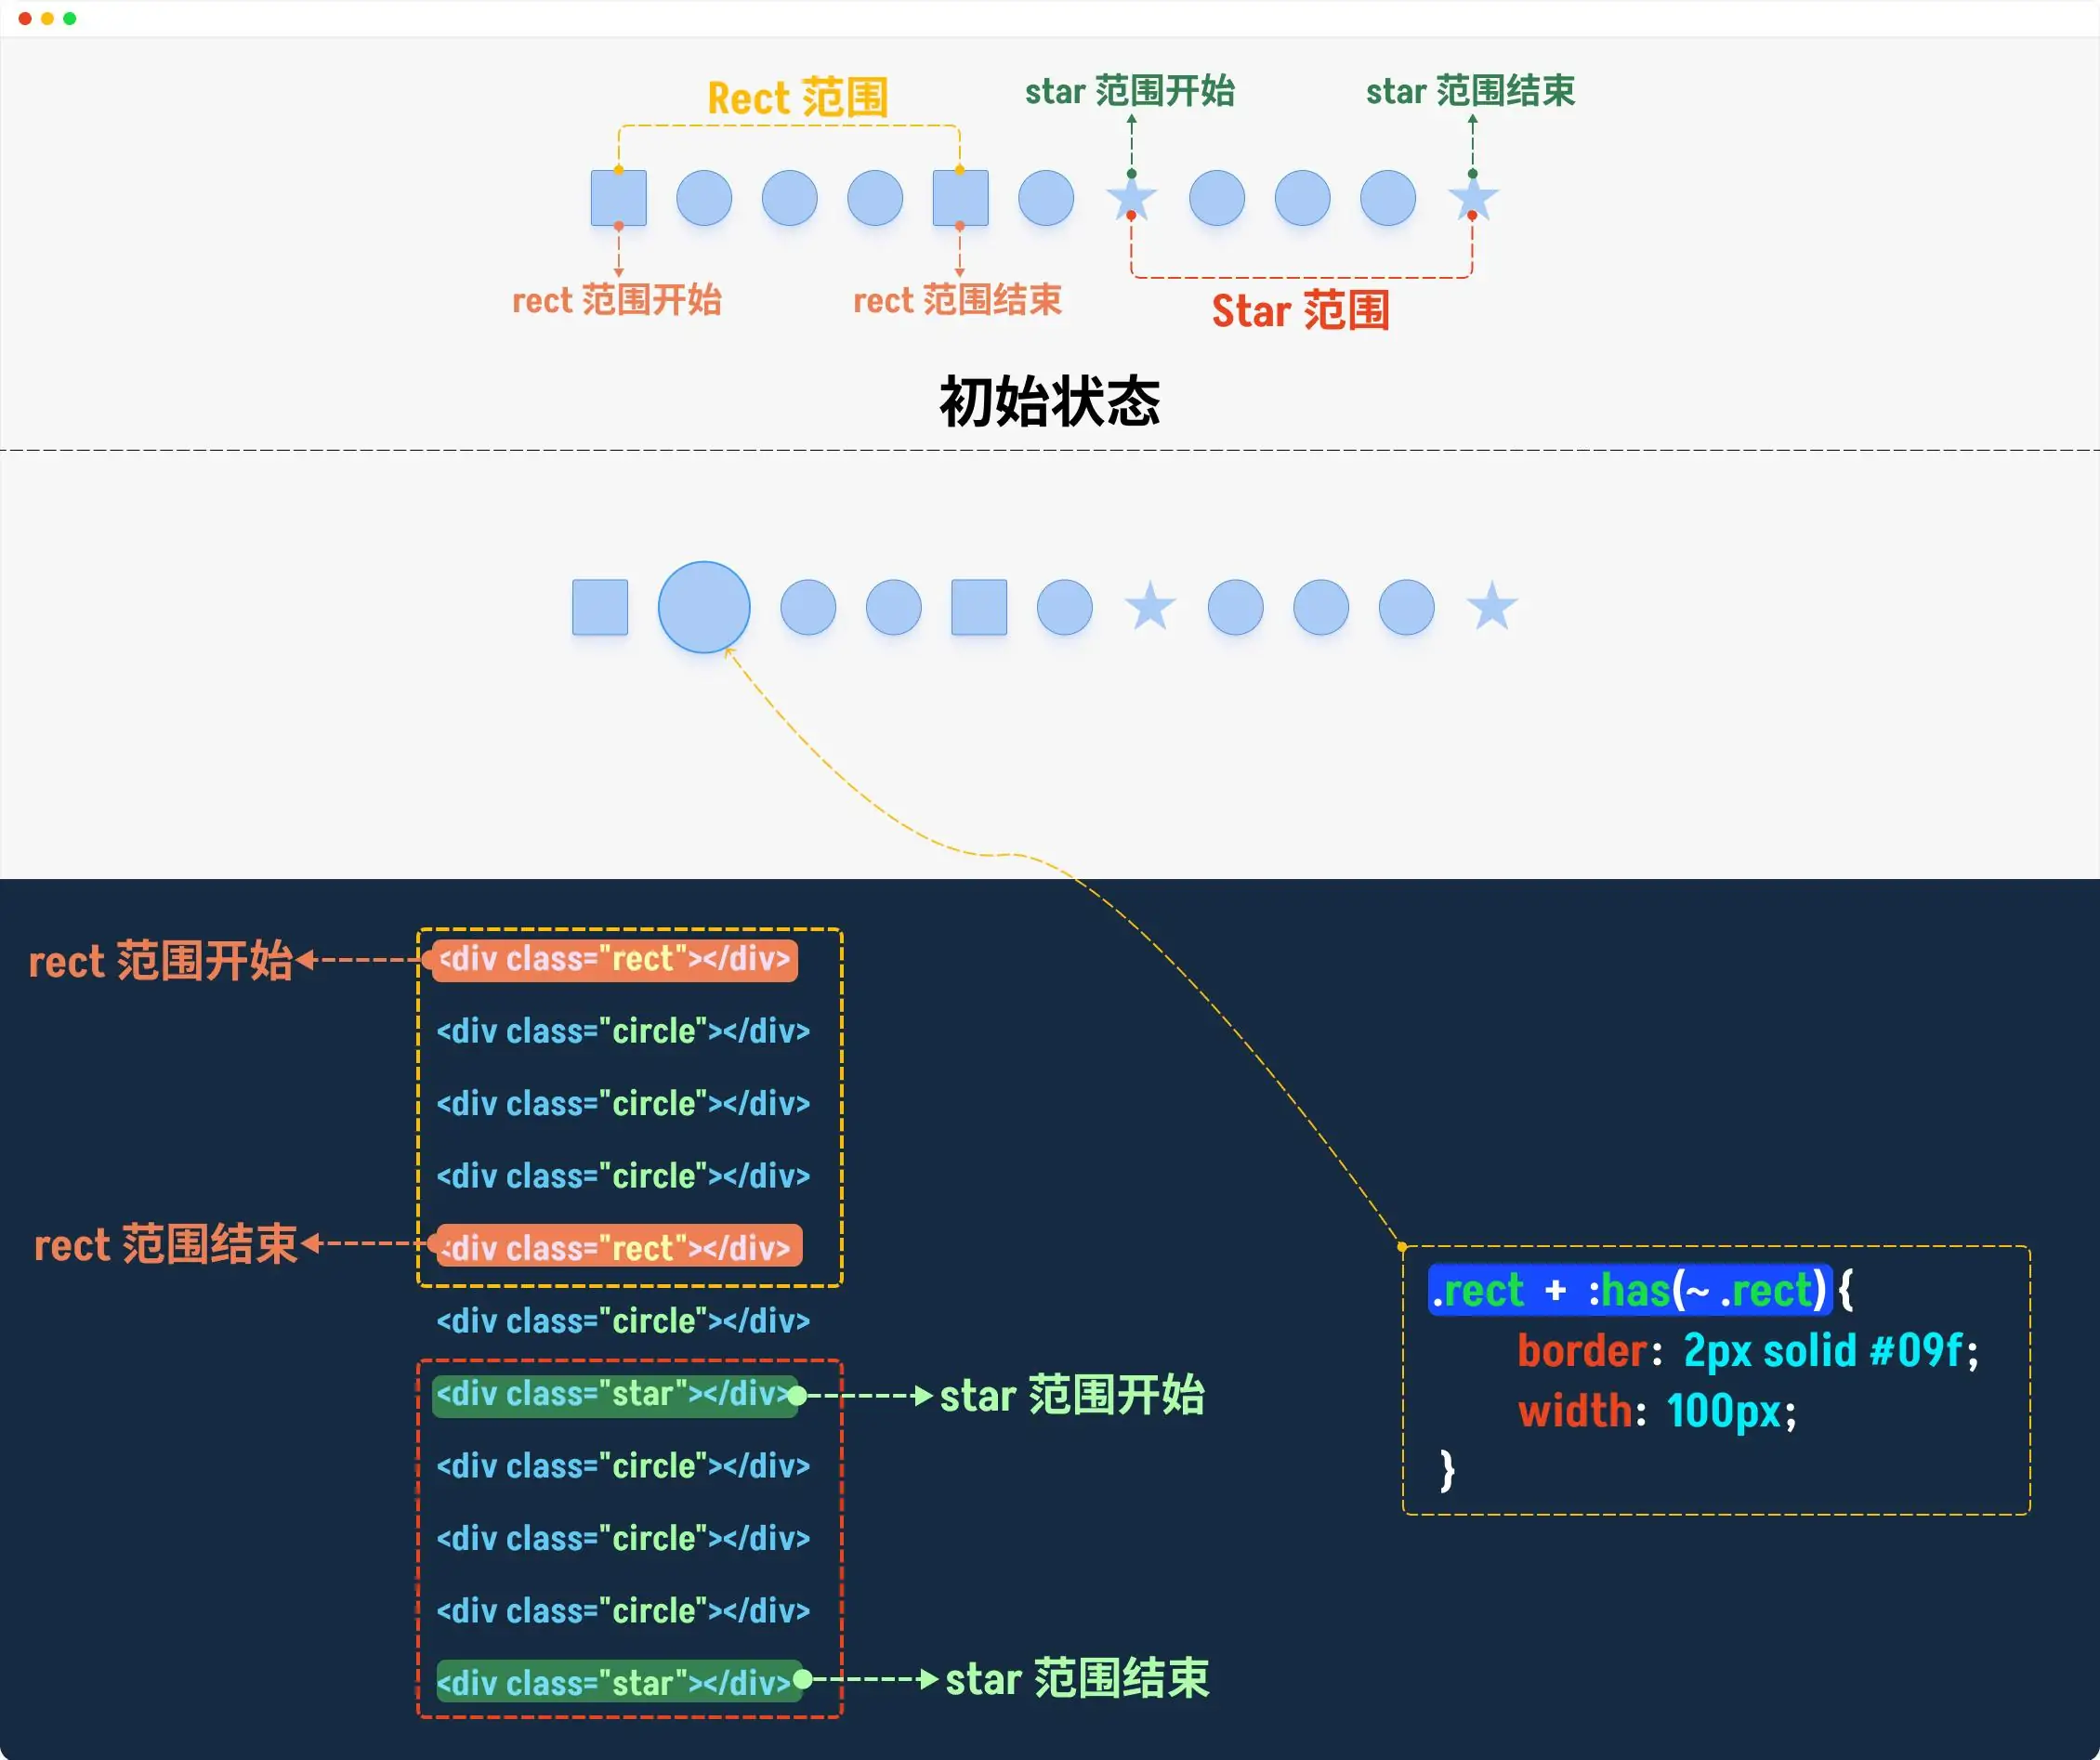 Rect 范围
star 范围开始
star 范围结束
rect 范围开始
rect 范围结束
Star 范围
初始状态
rect 范围开始
<div class="rect"></div>
<div class="circle"></div>
<div class="circle"></div>
<div class="circle"></div>
rect 范围结束
<div class="rect"></div>
<div class="circle"></div>
<div class="star"></div>
star 范围开始
<div class="circle"></div>
<div class="circle"></div>
<div class="circle"></div>
<div class="star"></div>
star 范围结束
.rect + :has(~ .rect) {
border: 2px solid #09f;
width: 100px;
}